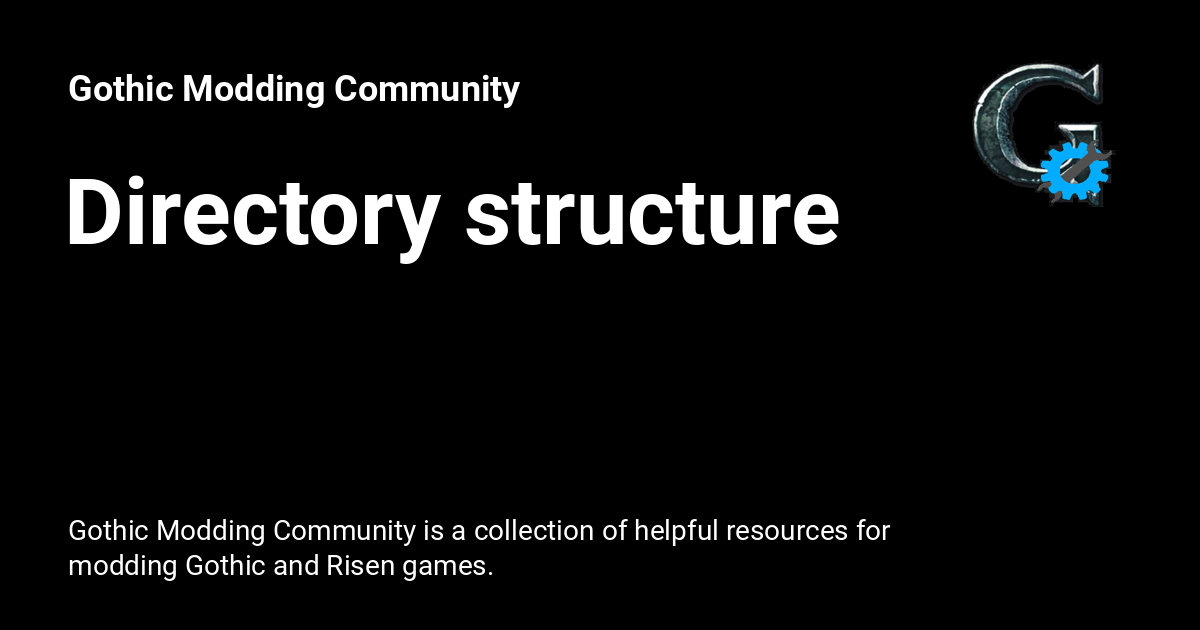 Gothic Modding Community
Directory structure
Gothic Modding Community is a collection of helpful resources for
modding Gothic and Risen games.